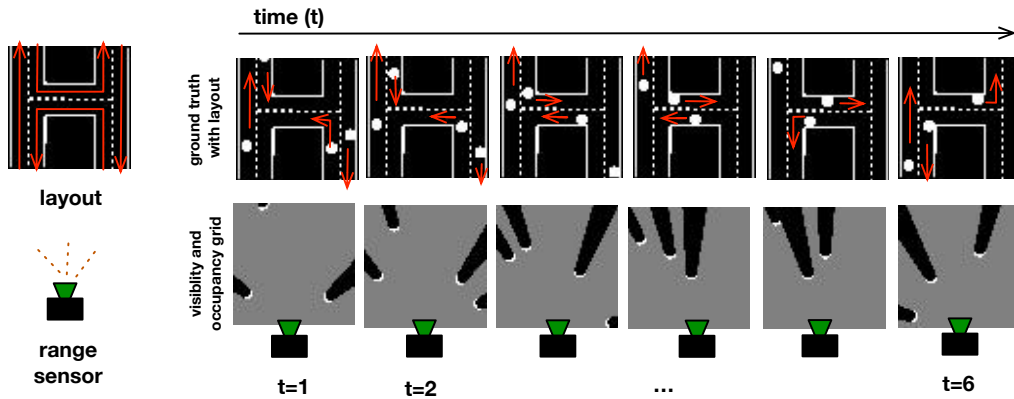 time (t)
ground truth
with layout
layout
visiblity and
occupancy grid
range
sensor
t=1
t=2
...
t=6